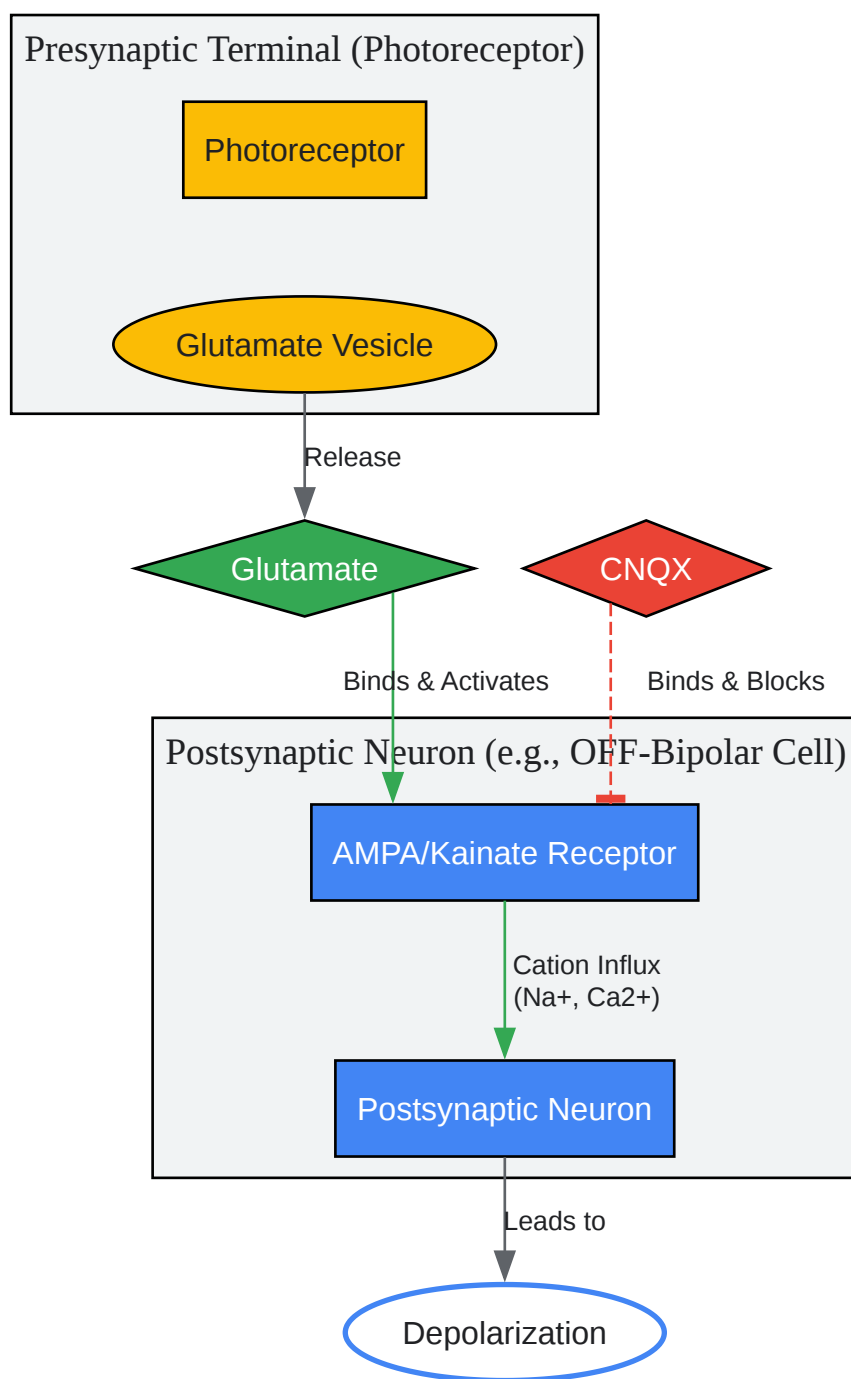 Presynaptic Terminal (Photoreceptor)
Photoreceptor
Glutamate Vesicle
Release
Glutamate
CNQX
Binds & Activates
Binds & Blocks
Postsynaptic Neuron (e.g., OFF-Bipolar Cell)
AMPA/Kainate Receptor
Cation Influx
(Na+, Ca2+)
Postsynaptic Neuron
Leads to
Depolarization